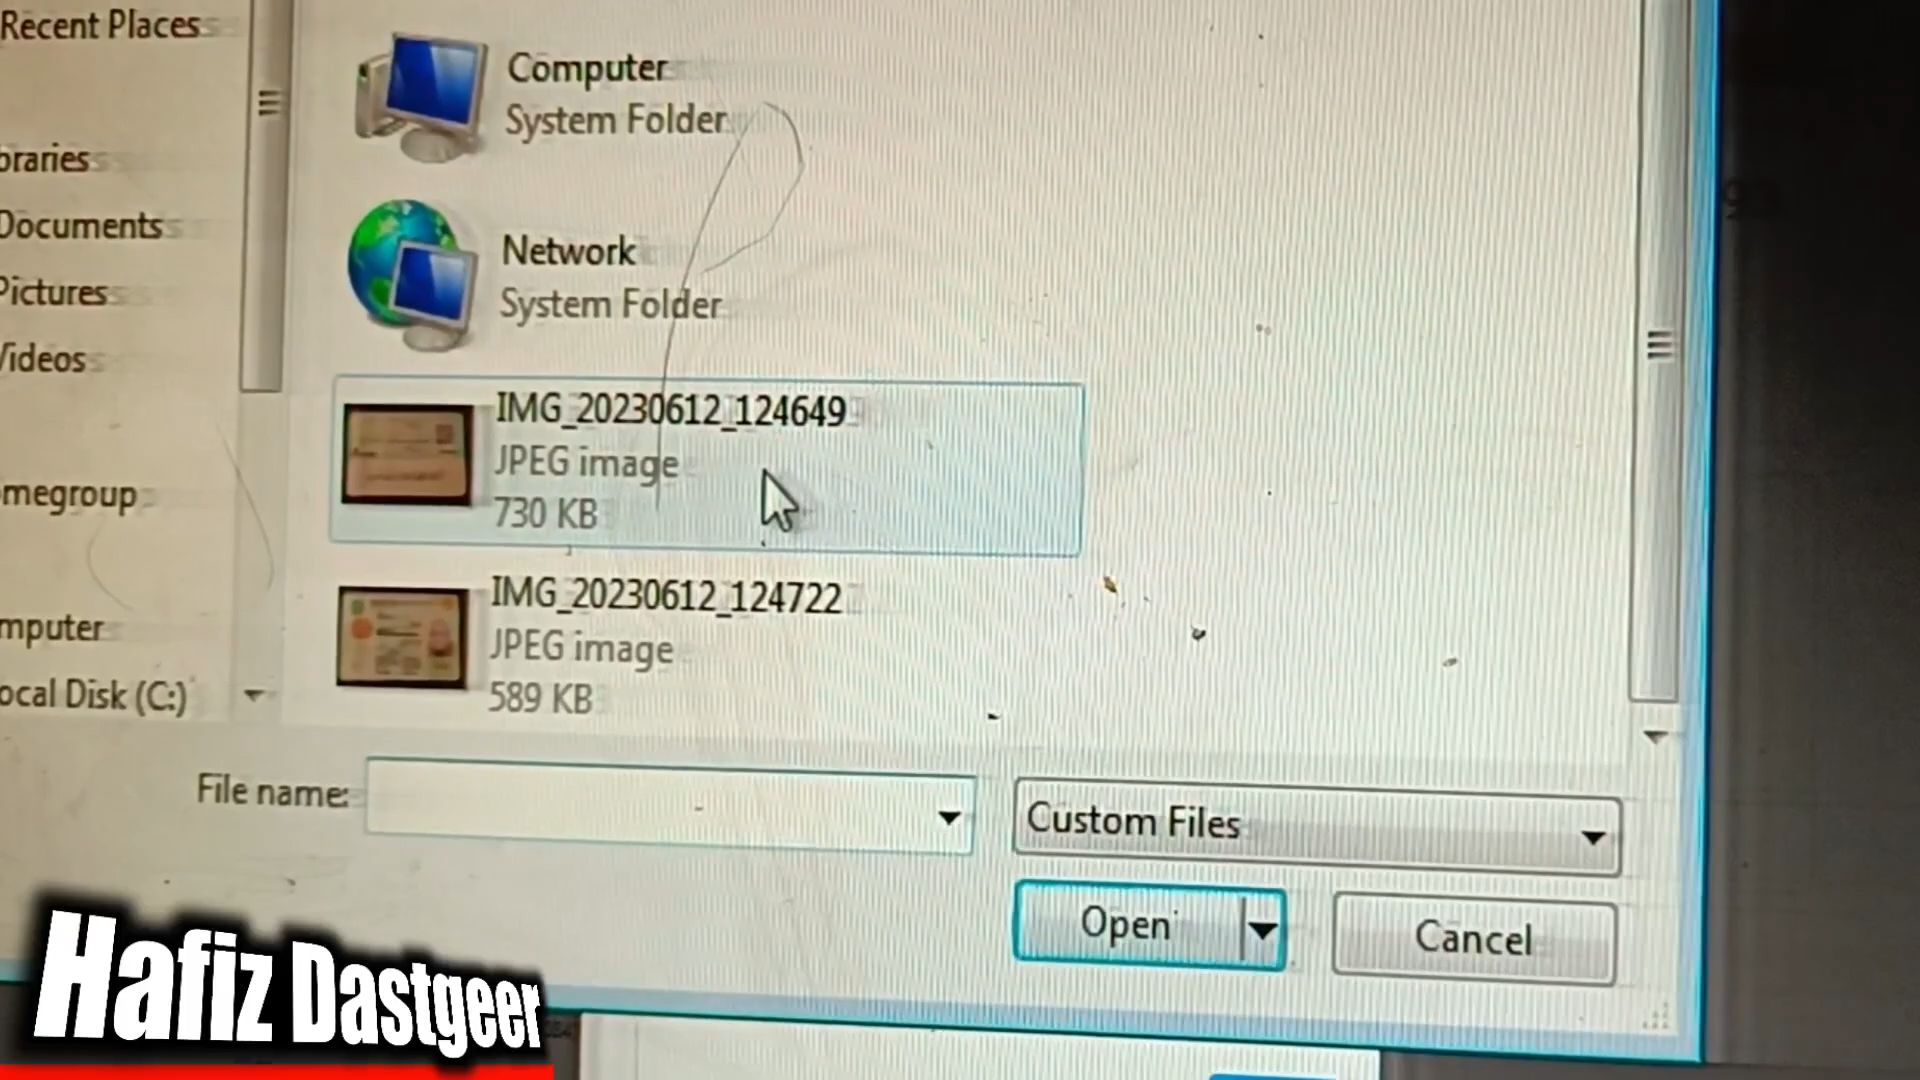 Recent Places
Computer
System Folder
braries
Documents
Network
Pictures
System Folder
Videos
IMG_20230612_124649
JPEG image
megroup
730 KB
IMG_20230612_124722
mputer
JPEG image
ocal Disk (C:)
589 KB
File name:
Custom Files
Open
Cancel
Hafiz Dastgeer